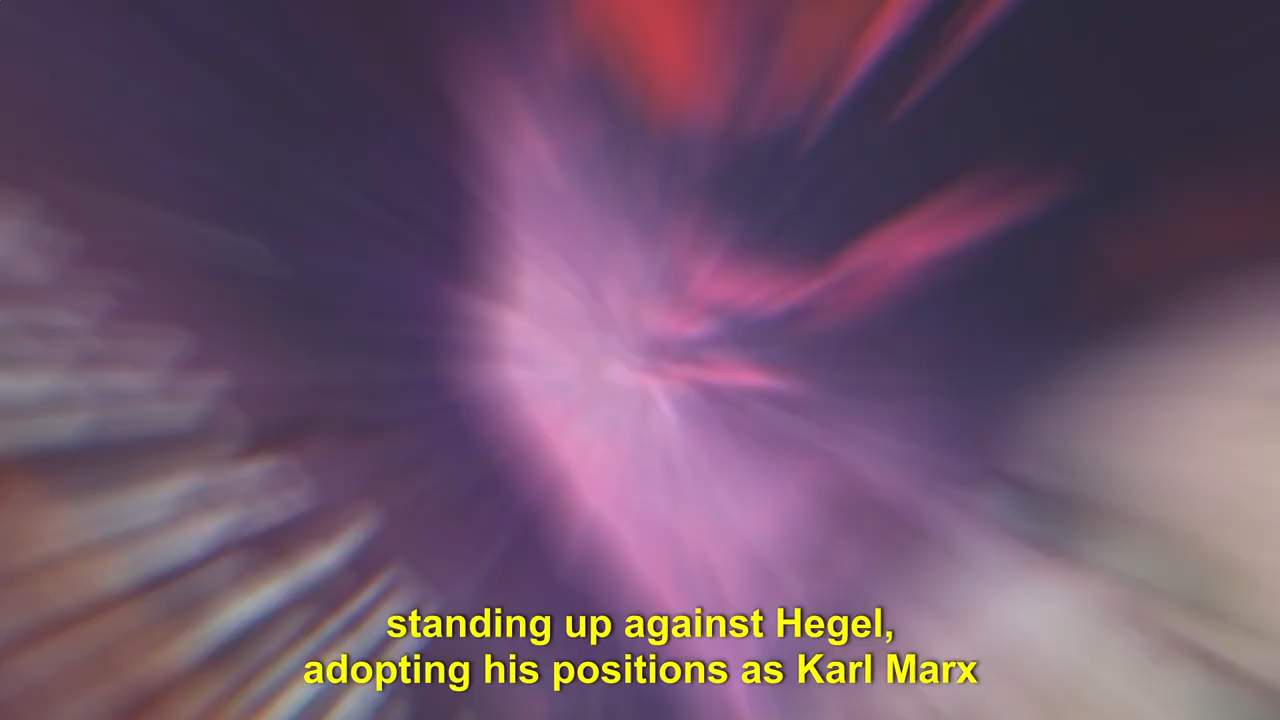 standing up against Hegel,
adopting his positions as Karl Marx